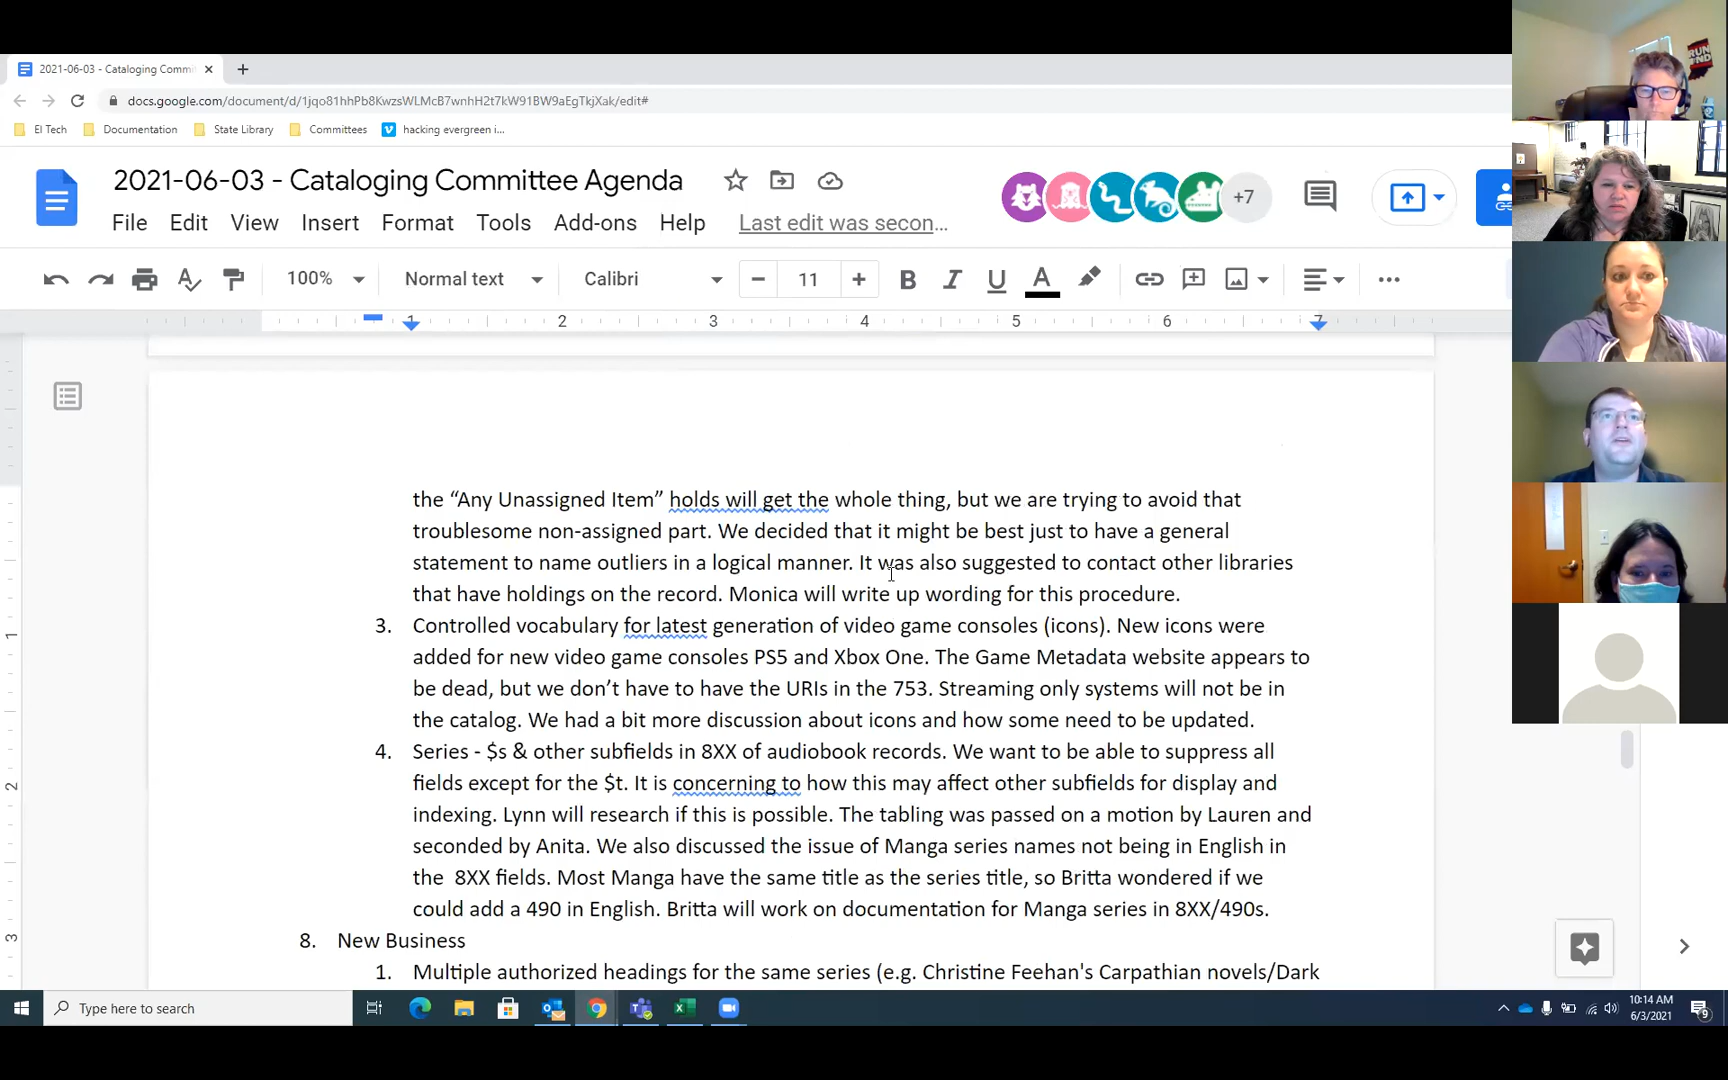 2021-06-03 - Cataloging Commi
docs.google.com/document/d/1jqo81hhPb8KwzsWLMcB7wnhH2t7kW91BW9aEgTkjXak/edit#
EI Tech Documentation State Library Committees hacking evergreen i...
2021-06-03 - Cataloging Committee Agenda
+7
File Edit View Insert Format Tools Add-ons Help Last edit was secon...
100% Normal text Calibri 11 B I U A
1 2 3 4 5 6 7
the “Any Unassigned Item” holds will get the whole thing, but we are trying to avoid that
troublesome non-assigned part. We decided that it might be best just to have a general
statement to name outliers in a logical manner. It was also suggested to contact other libraries
that have holdings on the record. Monica will write up wording for this procedure.
3. Controlled vocabulary for latest generation of video game consoles (icons). New icons were
added for new video game consoles PS5 and Xbox One. The Game Metadata website appears to
be dead, but we don’t have to have the URIs in the 753. Streaming only systems will not be in
the catalog. We had a bit more discussion about icons and how some need to be updated.
4. Series - $s & other subfields in 8XX of audiobook records. We want to be able to suppress all
fields except for the $t. It is concerning to how this may affect other subfields for display and
indexing. Lynn will research if this is possible. The tabling was passed on a motion by Lauren and
seconded by Anita. We also discussed the issue of Manga series names not being in English in
the 8XX fields. Most Manga have the same title as the series title, so Britta wondered if we
could add a 490 in English. Britta will work on documentation for Manga series in 8XX/490s.
8. New Business
1. Multiple authorized headings for the same series (e.g. Christine Feehan's Carpathian novels/Dark
1
2
3
Type here to search
10:14 AM
6/3/2021
9